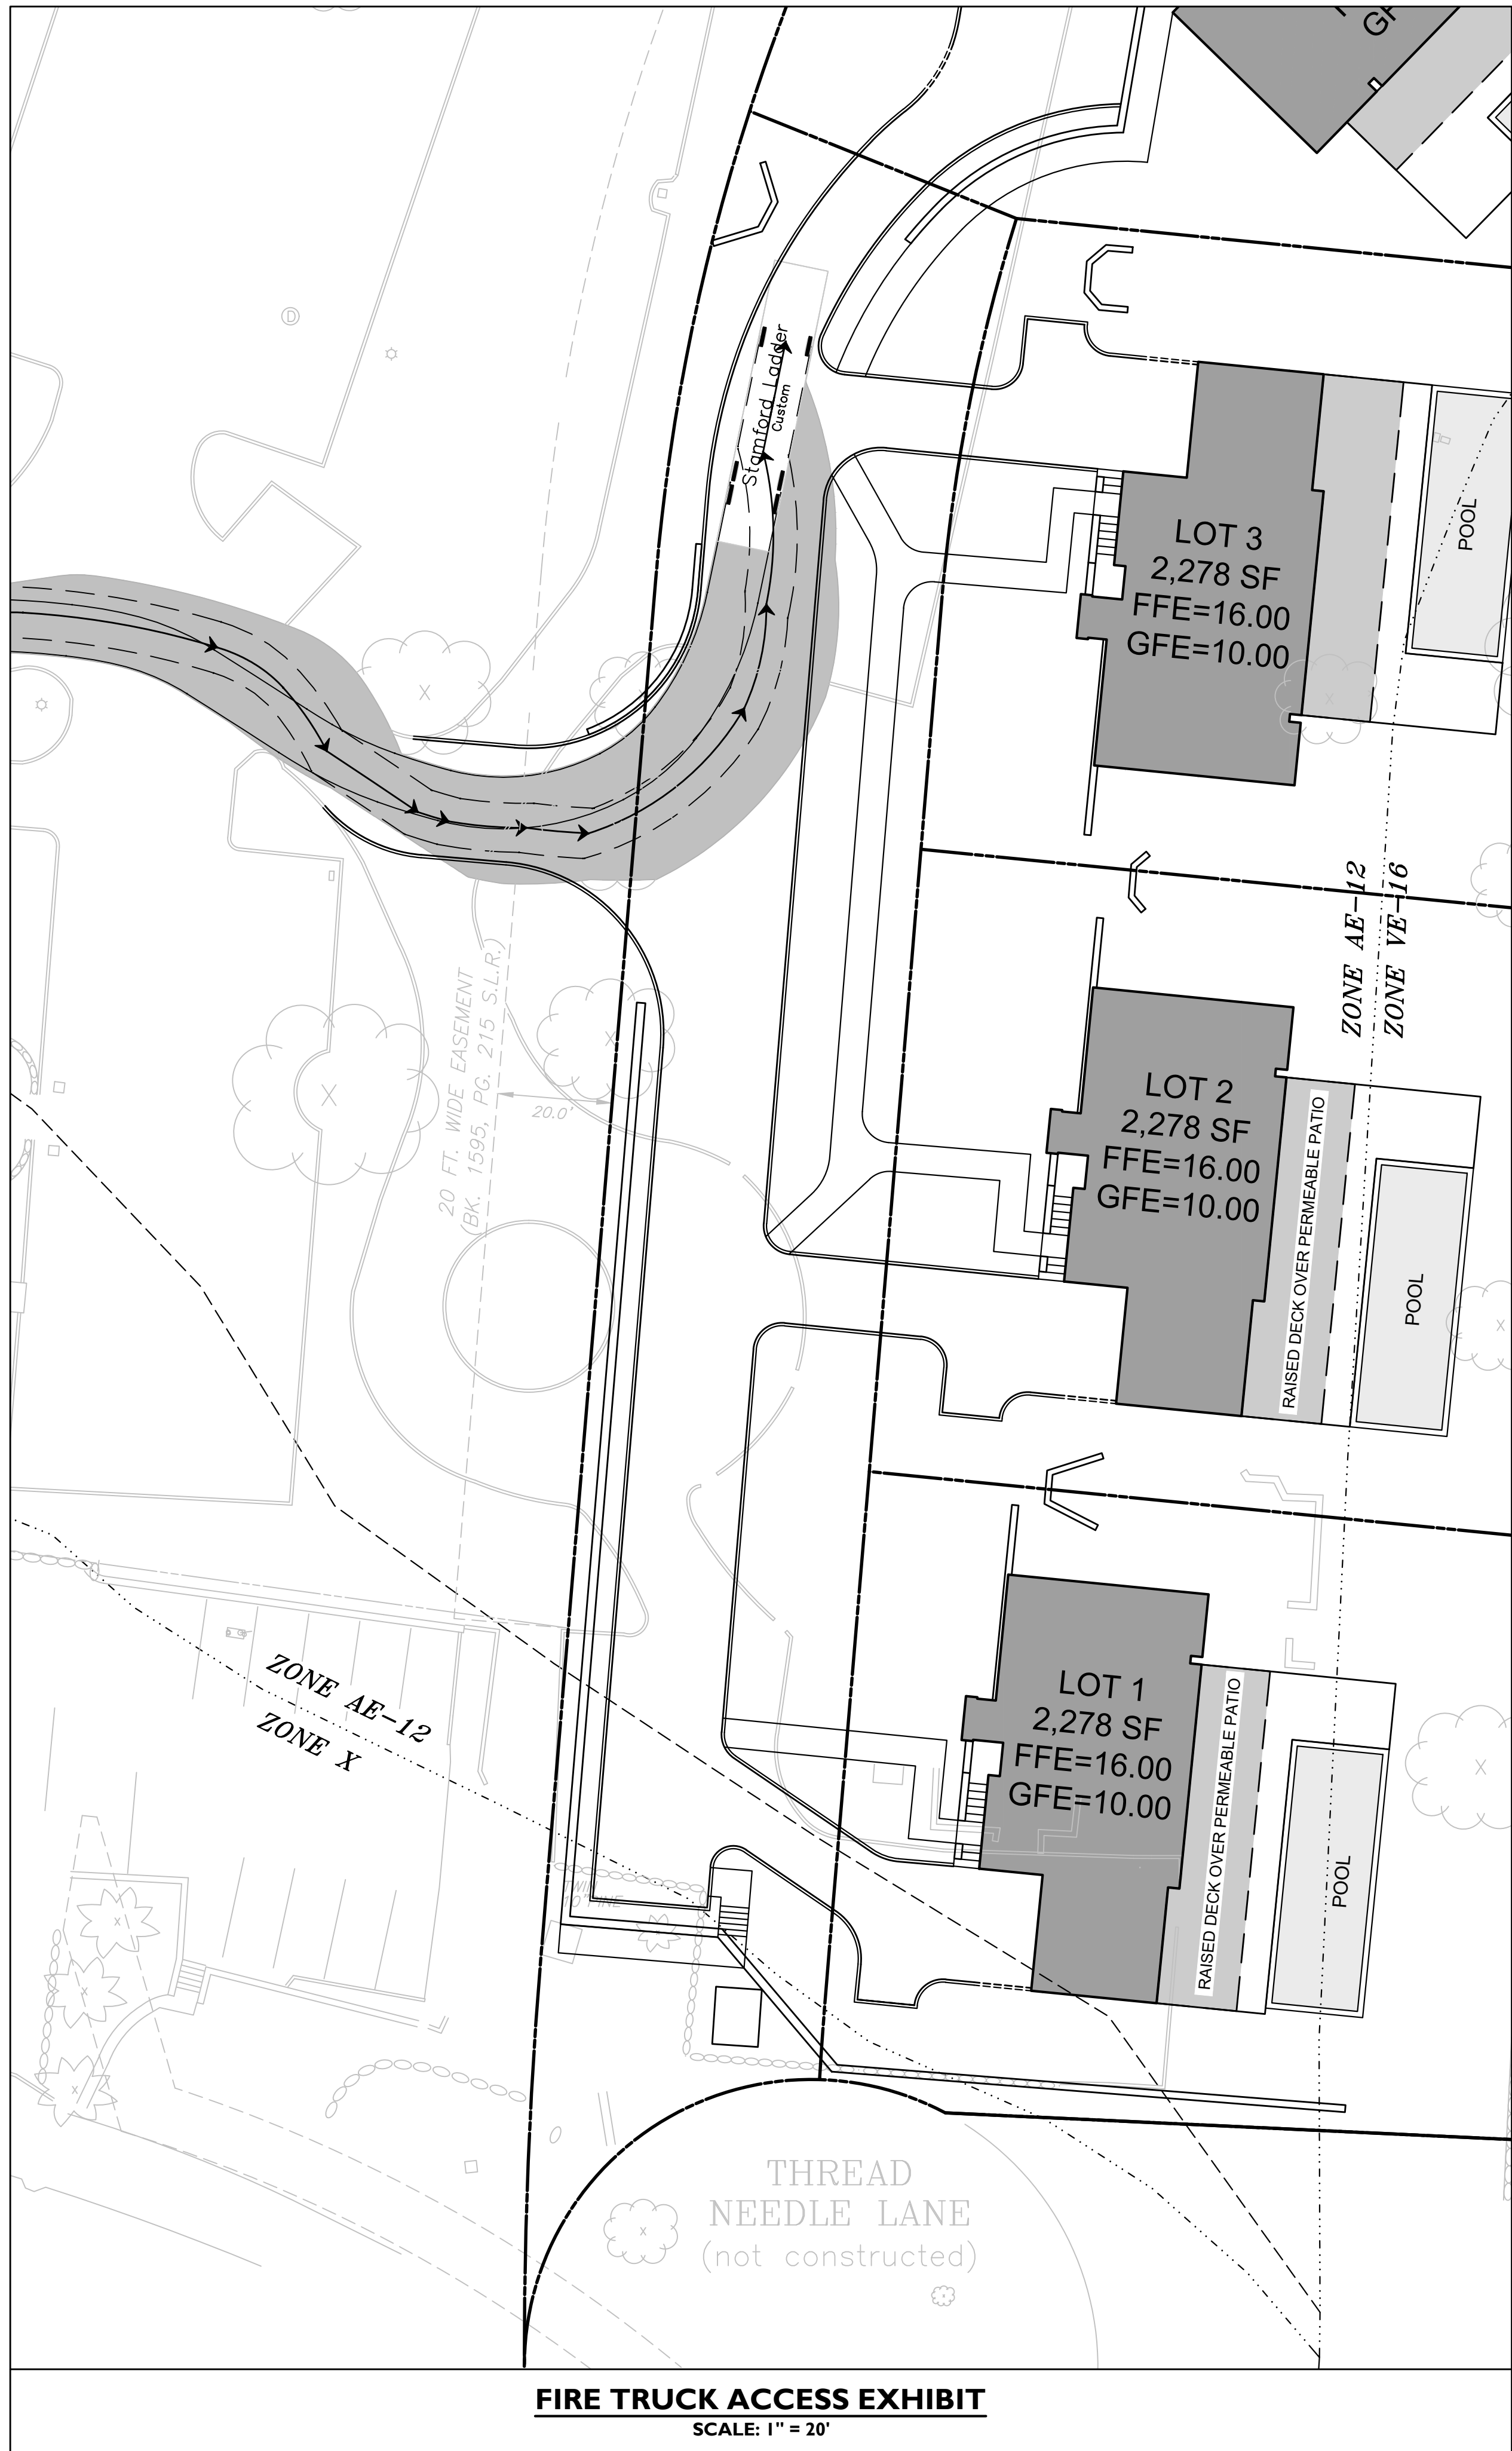 GF
D
Stamford Ladder
Custom
LOT 3
2,278 SF
FFE=16.00
GFE=10.00
POOL
ZONE AE-12
ZONE VE-16
20 FT. WIDE EASEMENT
(BK. 1595, PG. 215 S.L.R.)
20.0'
LOT 2
2,278 SF
FFE=16.00
GFE=10.00
RAISED DECK OVER PERMEABLE PATIO
POOL
ZONE AE-12
ZONE X
LOT 1
2,278 SF
FFE=16.00
GFE=10.00
RAISED DECK OVER PERMEABLE PATIO
POOL
TWIN
10" PINE
THREAD
NEEDLE LANE
(not constructed)
FIRE TRUCK ACCESS EXHIBIT
SCALE: 1" = 20'